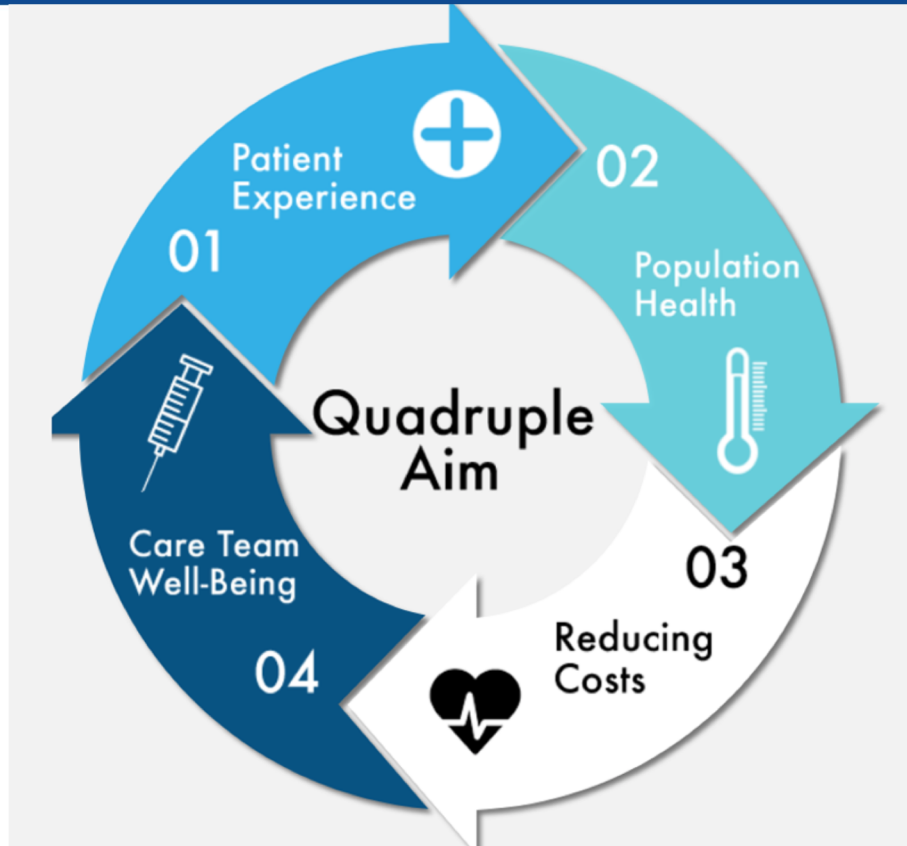 01
Patient
Experience
02
Population
Health
Quadruple
Aim
03
Reducing
Costs
04
Care Team
Well-Being